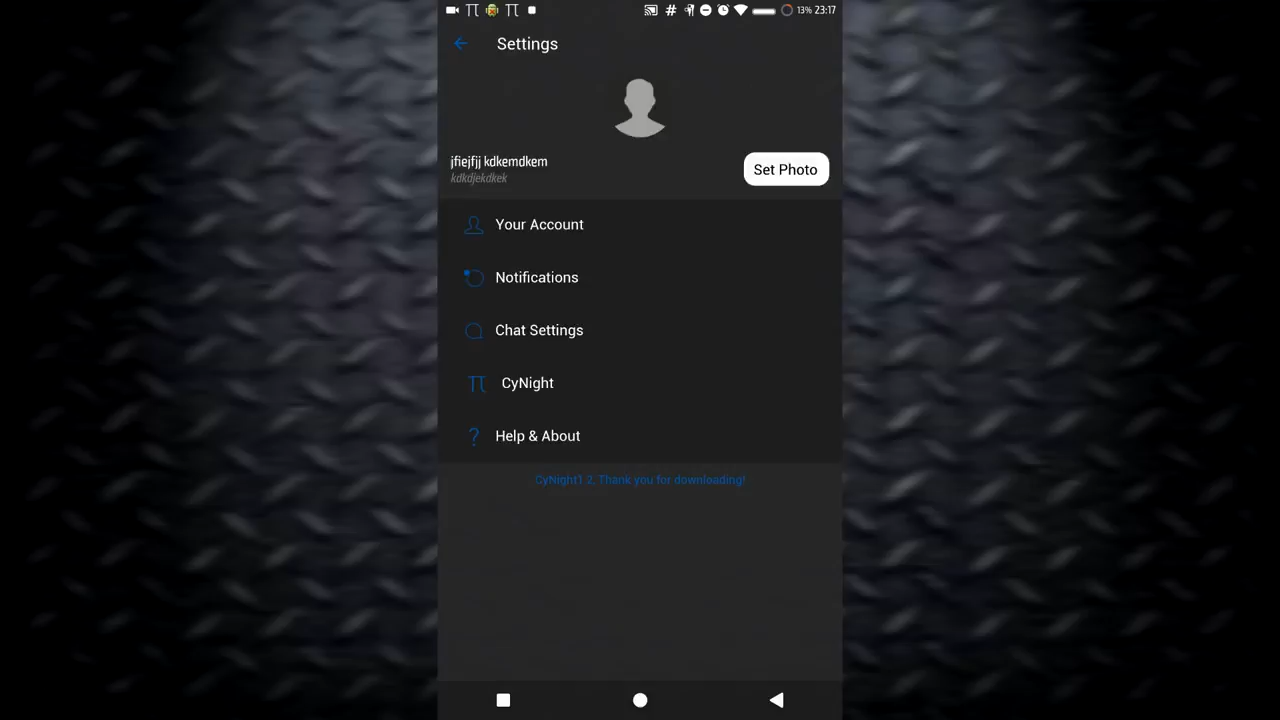 13% 23:17
Settings
jfiejfjj kdkemdkem
kdkdjekdkek
Set Photo
Your Account
Notifications
Chat Settings
CyNight
Help & About
CyNight1.2, Thank you for downloading!